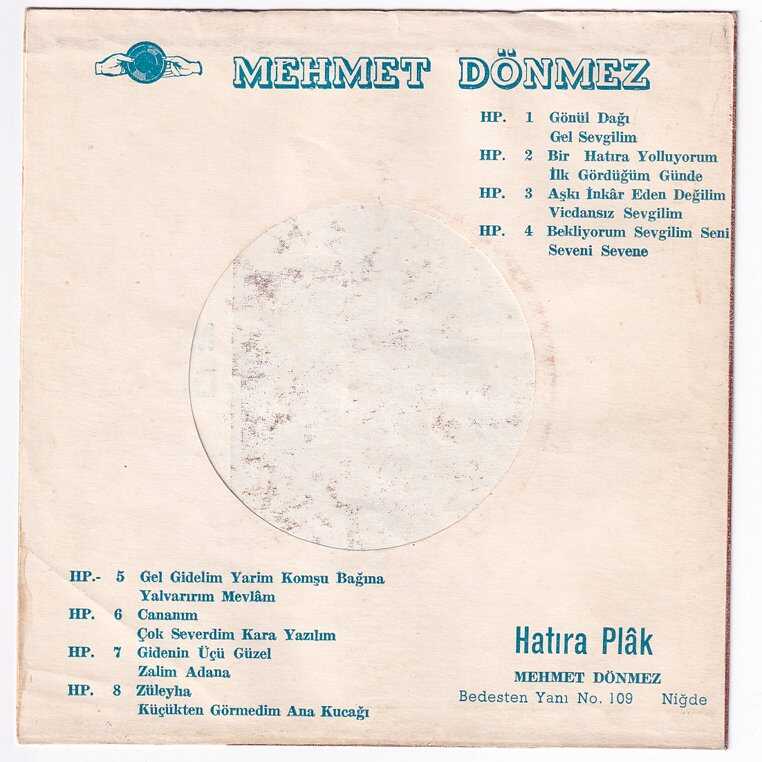 MEHMET DÖNMEZ
HP. 1 Gönül Dağı
Gel Sevgilim
HP. 2 Bir Hatıra Yolluyorum
İlk Gördüğüm Günde
HP. 3 Aşkı İnkâr Eden Değilim
Vicdansız Sevgilim
HP. 4 Bekliyorum Sevgilim Seni
Seveni Sevene
HP.- 5 Gel Gidelim Yarim Komşu Bağına
Yalvarırım Mevlâm
HP. 6 Cananım
Çok Severdim Kara Yazılım
HP. 7 Gidenin Üçü Güzel
Zalim Adana
HP. 8 Züleyha
Küçükten Görmedim Ana Kucağı
Hatıra Plâk
MEHMET DÖNMEZ
Bedesten Yanı No. 109 Niğde